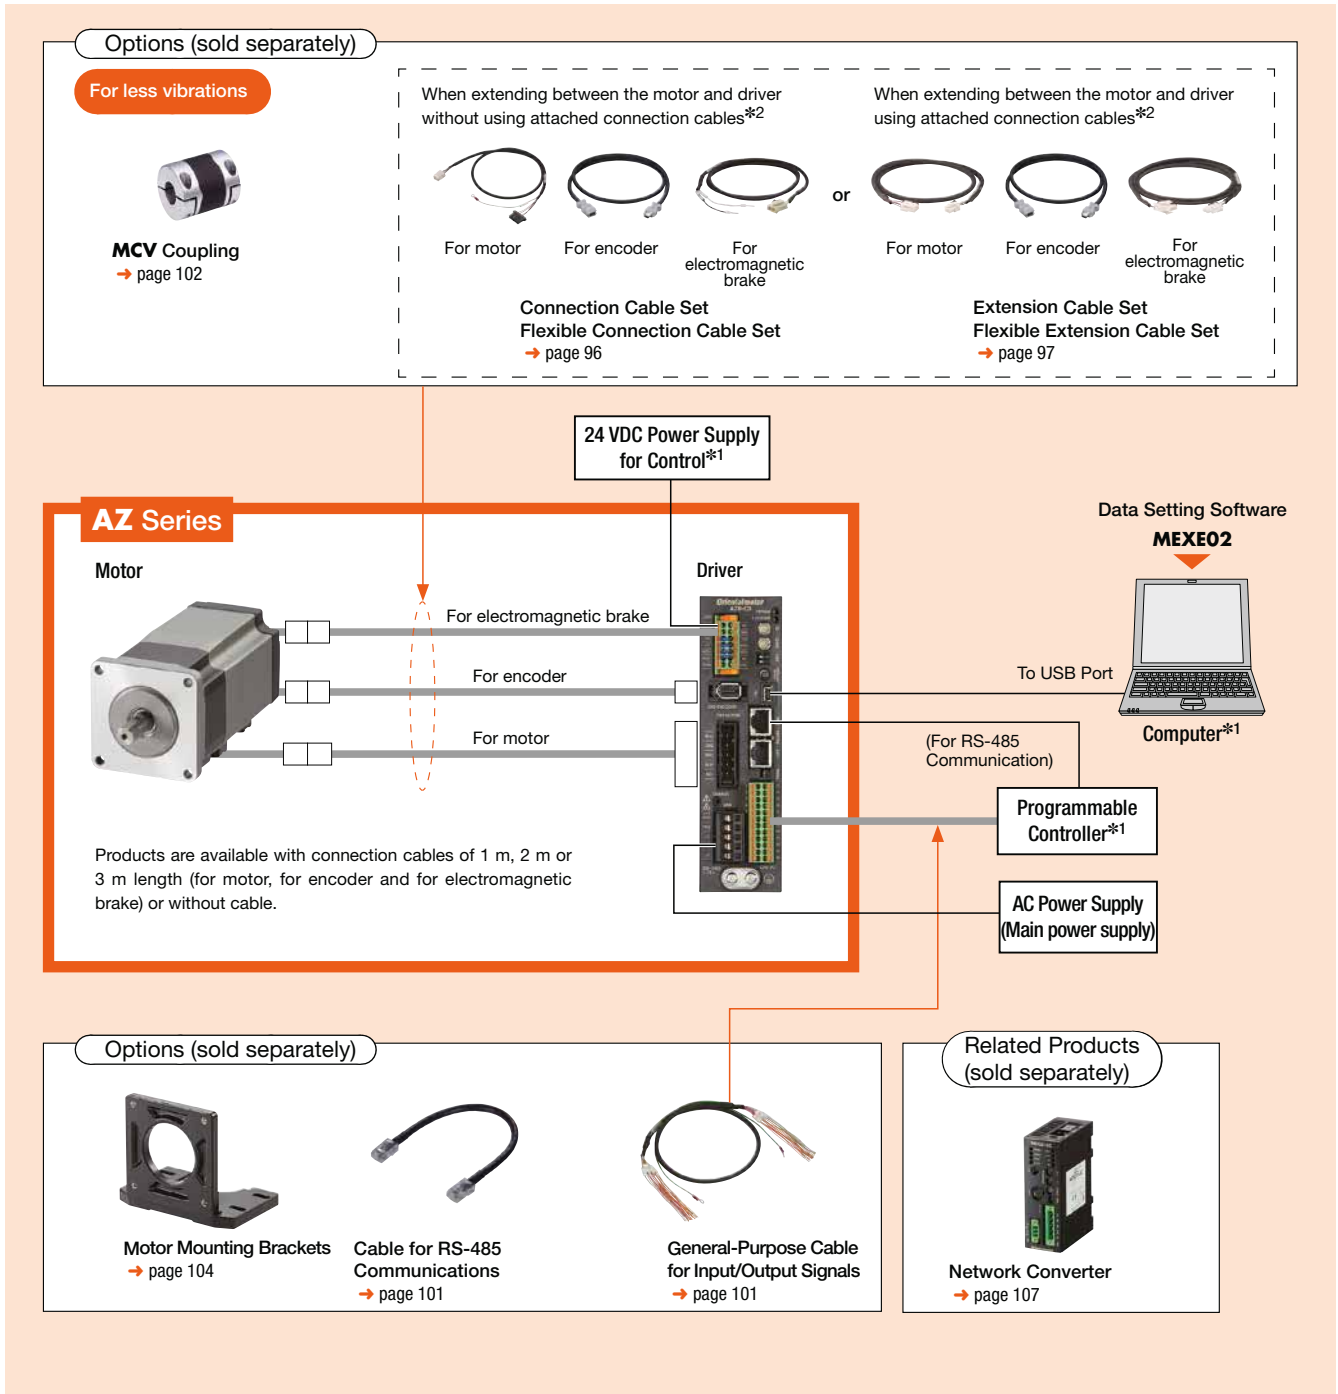 Options (sold separately)
For less vibrations
MCV Coupling
→ page 102
When extending between the motor and driver
without using attached connection cables*2
For motor
For encoder
For
electromagnetic
brake
Connection Cable Set
Flexible Connection Cable Set
→ page 96
or
When extending between the motor and driver
using attached connection cables*2
For motor
For encoder
For
electromagnetic
brake
Extension Cable Set
Flexible Extension Cable Set
→ page 97
24 VDC Power Supply
for Control*1
AZ Series
Motor
Driver
Orientalmotor
For electromagnetic brake
For encoder
For motor
Products are available with connection cables of 1 m, 2 m or
3 m length (for motor, for encoder and for electromagnetic
brake) or without cable.
Data Setting Software
MEXE02
To USB Port
Computer*1
(For RS-485
Communication)
Programmable
Controller*1
AC Power Supply
(Main power supply)
Options (sold separately)
Motor Mounting Brackets
→ page 104
Cable for RS-485
Communications
→ page 101
General-Purpose Cable
for Input/Output Signals
→ page 101
Related Products
(sold separately)
Network Converter
→ page 107